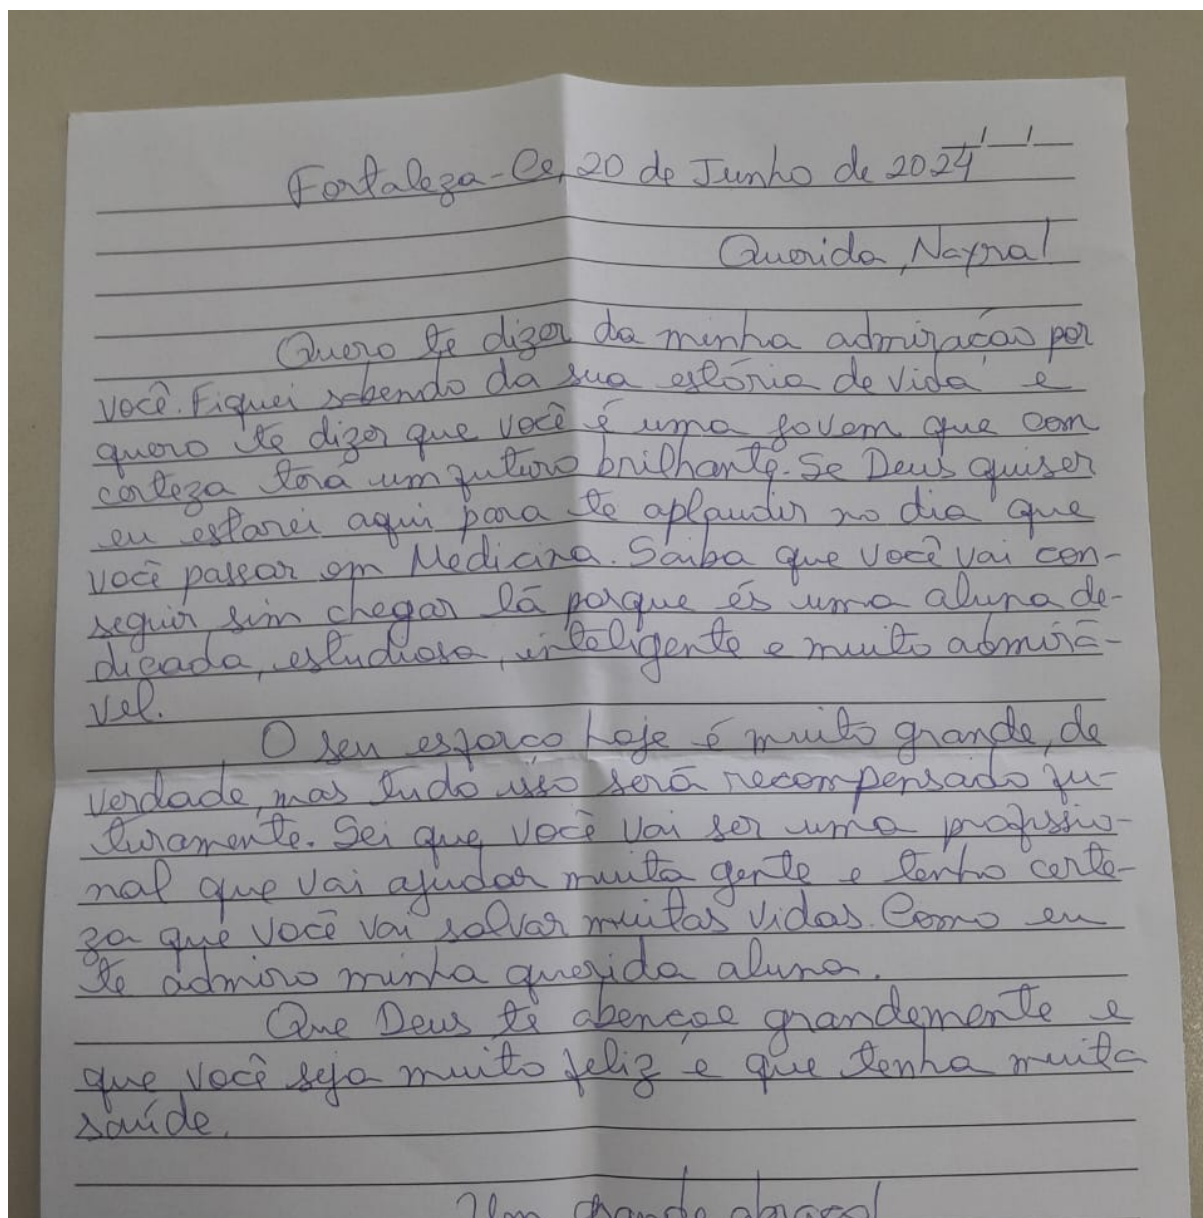 Fortaleza-Ce, 20 de Junho de 2024
Querida, Nayra!
Quero te dizer da minha admiração por
você. Fiquei sabendo da sua estória de vida e
quero te dizer que você é uma jovem que com
certeza terá um futuro brilhante. Se Deus quiser
eu estarei aqui para te aplaudir no dia que
você passar em Medicina. Saiba que você vai con-
seguir sim chegar lá porque és uma aluna de-
dicada, estudiosa, inteligente e muito admirá-
vel.
O seu esforço hoje é muito grande, de
verdade, mas tudo isso será recompensado fu-
turamente. Sei que você vai ser uma profissio-
nal que vai ajudar muita gente e tenho certe-
za que você vai salvar muitas vidas. Como eu
te admiro minha querida aluna.
Que Deus te abençoe grandemente e
que você seja muito feliz e que tenha muita
saúde.
Um grande abraço!